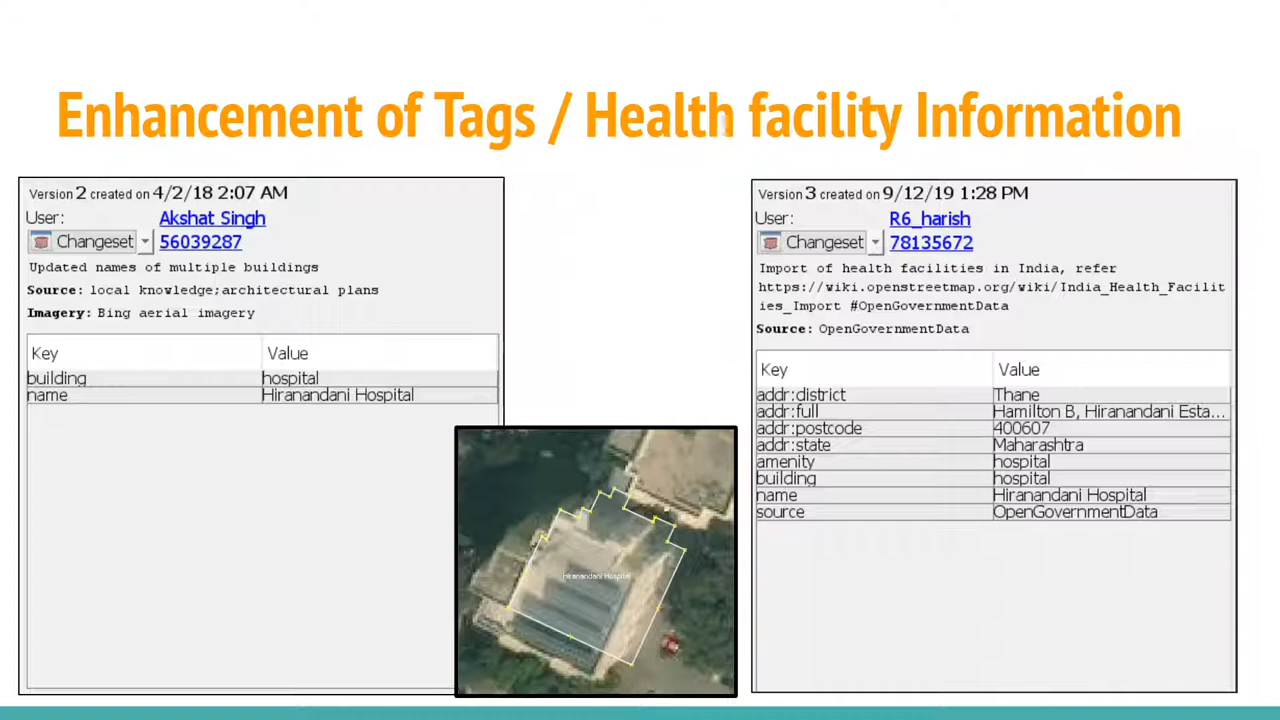 Enhancement of Tags / Health facility Information
Version 2 created on 4/2/18 2:07 AM
User: Akshat Singh
Changeset 56039287
Updated names of multiple buildings
Source: local knowledge;architectural plans
Imagery: Bing aerial imagery
Key Value
building hospital
name Hiranandani Hospital
Hiranandani Hospital
Version 3 created on 9/12/19 1:28 PM
User: R6_harish
Changeset 78135672
Import of health facilities in India, refer
https://wiki.openstreetmap.org/wiki/India_Health_Facilit
ies_Import #OpenGovernmentData
Source: OpenGovernmentData
Key Value
addr:district Thane
addr:full Hamilton B, Hiranandani Esta...
addr:postcode 400607
addr:state Maharashtra
amenity hospital
building hospital
name Hiranandani Hospital
source OpenGovernmentData